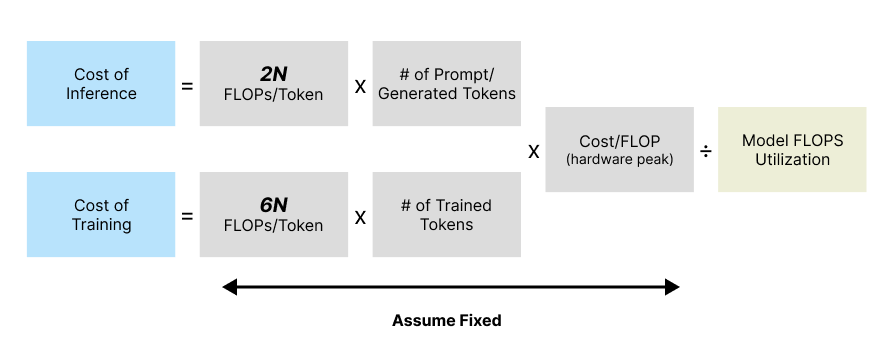 Cost of
Inference
=
2N
FLOPs/Token
x
# of Prompt/
Generated Tokens
x
Cost/FLOP
(hardware peak)
÷
Model FLOPS
Utilization
Cost of
Training
=
6N
FLOPs/Token
x
# of Trained
Tokens
Assume Fixed